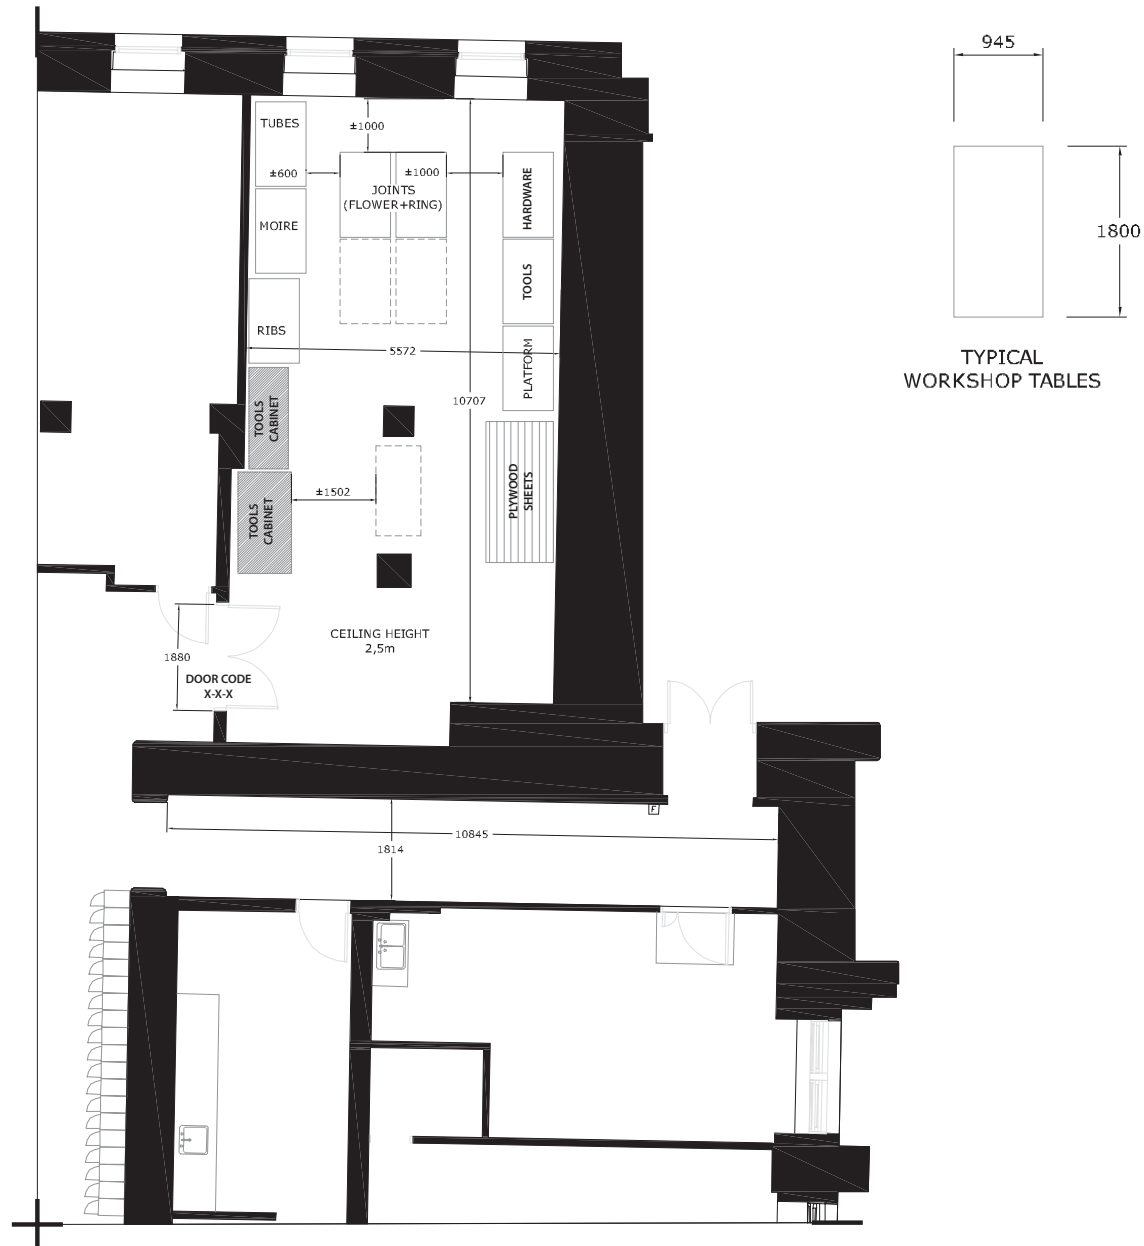 945
1800
TYPICAL
WORKSHOP TABLES
TUBES
±1000
±600
±1000
JOINTS
(FLOWER+RING)
HARDWARE
MOIRE
TOOLS
RIBS
5572
PLATFORM
10707
TOOLS
CABINET
±1502
TOOLS
CABINET
PLYWOOD
SHEETS
CEILING HEIGHT
2,5m
1880
DOOR CODE
X-X-X
F
10845
1814